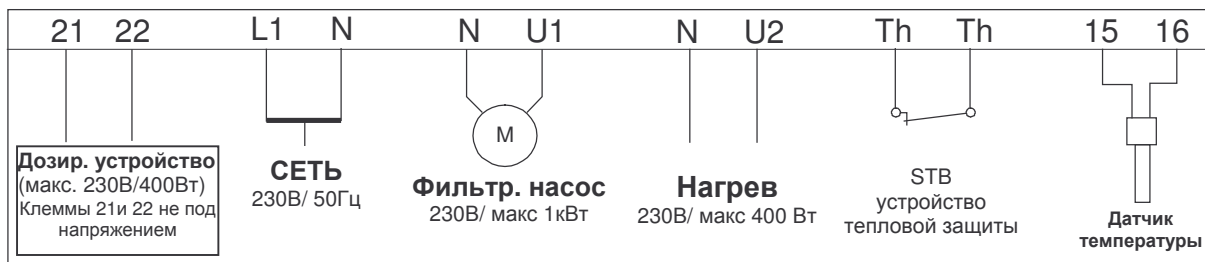 21 22 L1 N N U1 N U2 Th Th 15 16
M
Дозир. устройство
(макс. 230В/400Вт)
Клеммы 21и 22 не под
напряжением
СЕТЬ
230В/ 50Гц
Фильтр. насос
230В/ макс 1кВт
Нагрев
230В/ макс 400 Вт
STB
устройство
тепловой защиты
Датчик
температуры